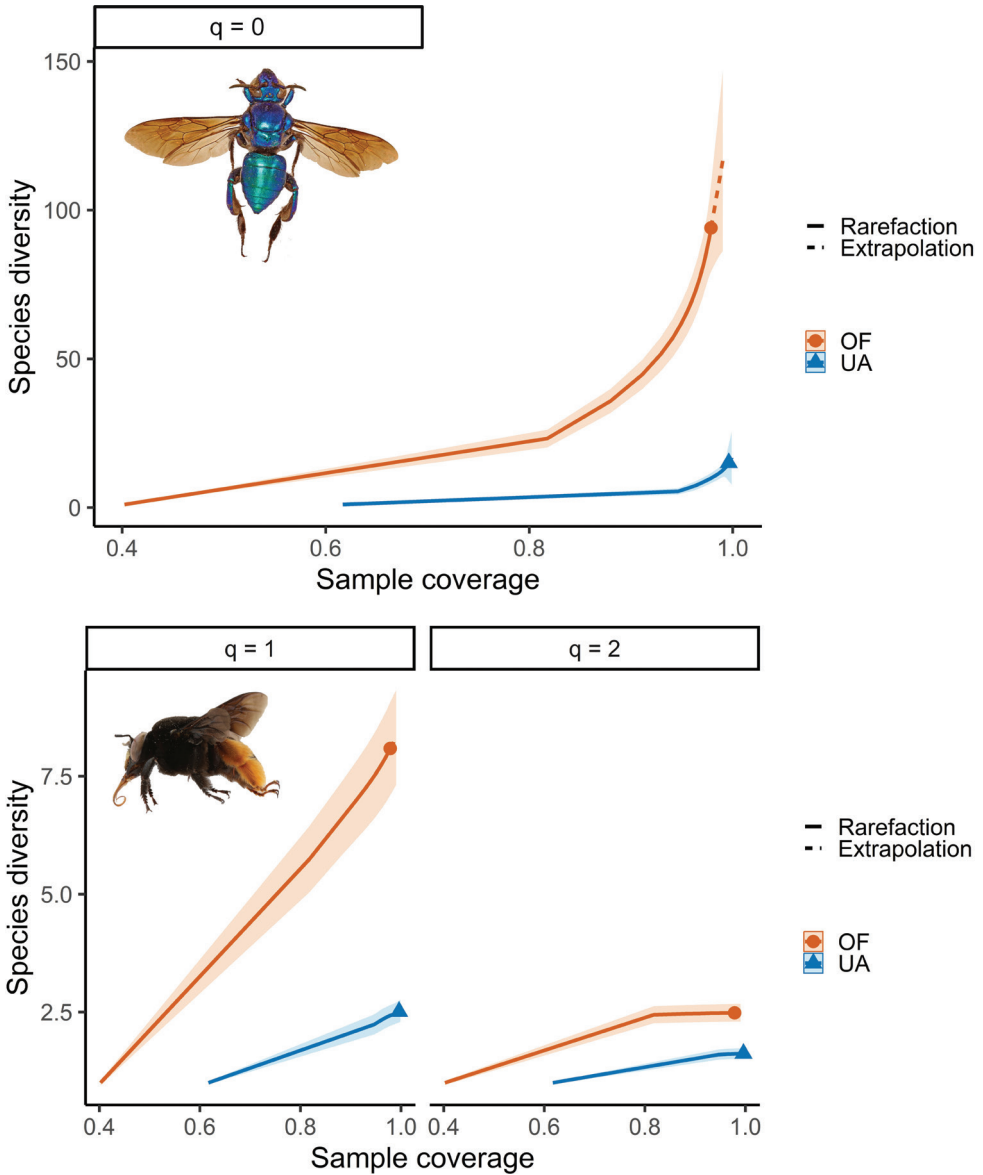 q = 0
150
100
50
0
Species diversity
0.4 0.6 0.8 1.0
Sample coverage
Rarefaction
Extrapolation
OF
UA
q = 1 q = 2
7.5
5.0
2.5
Species diversity
0.4 0.6 0.8 1.0 0.4 0.6 0.8 1.0
Sample coverage
Rarefaction
Extrapolation
OF
UA